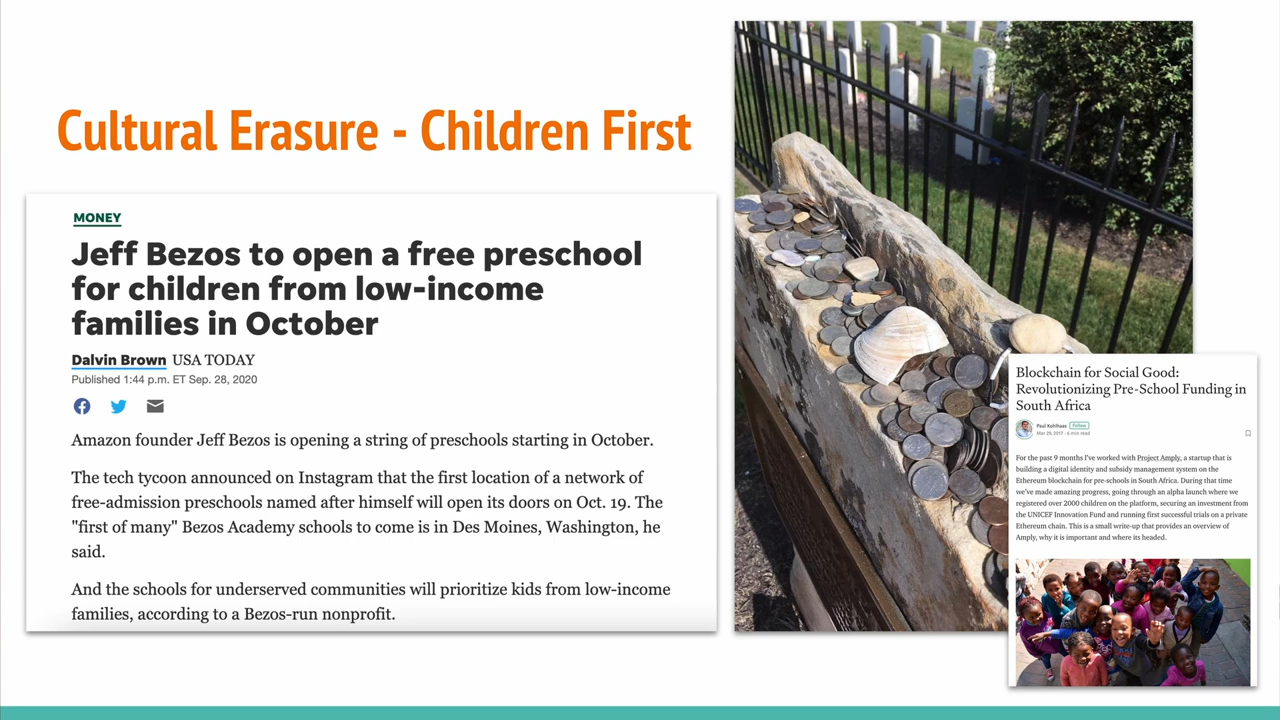 Cultural Erasure - Children First
MONEY
Jeff Bezos to open a free preschool
for children from low-income
families in October
Dalvin Brown USA TODAY
Published 1:44 p.m. ET Sep. 28, 2020
Amazon founder Jeff Bezos is opening a string of preschools starting in October.
The tech tycoon announced on Instagram that the first location of a network of
free-admission preschools named after himself will open its doors on Oct. 19. The
"first of many" Bezos Academy schools to come is in Des Moines, Washington, he
said.
And the schools for underserved communities will prioritize kids from low-income
families, according to a Bezos-run nonprofit.
Blockchain for Social Good:
Revolutionizing Pre-School Funding in
South Africa
Paul Kohlhaas Follow
Mar 29, 2017 · 6 min read
For the past 9 months I've worked with Project Amply, a startup that is
building a digital identity and subsidy management system on the
Ethereum blockchain for pre-schools in South Africa. During that time
we've made amazing progress, going through an alpha launch where we
registered over 2000 children on the platform, securing an investment from
the UNICEF Innovation Fund and running first successful trials on a private
Ethereum chain. This is a small write-up that provides an overview of
Amply, why it is important and where its headed.